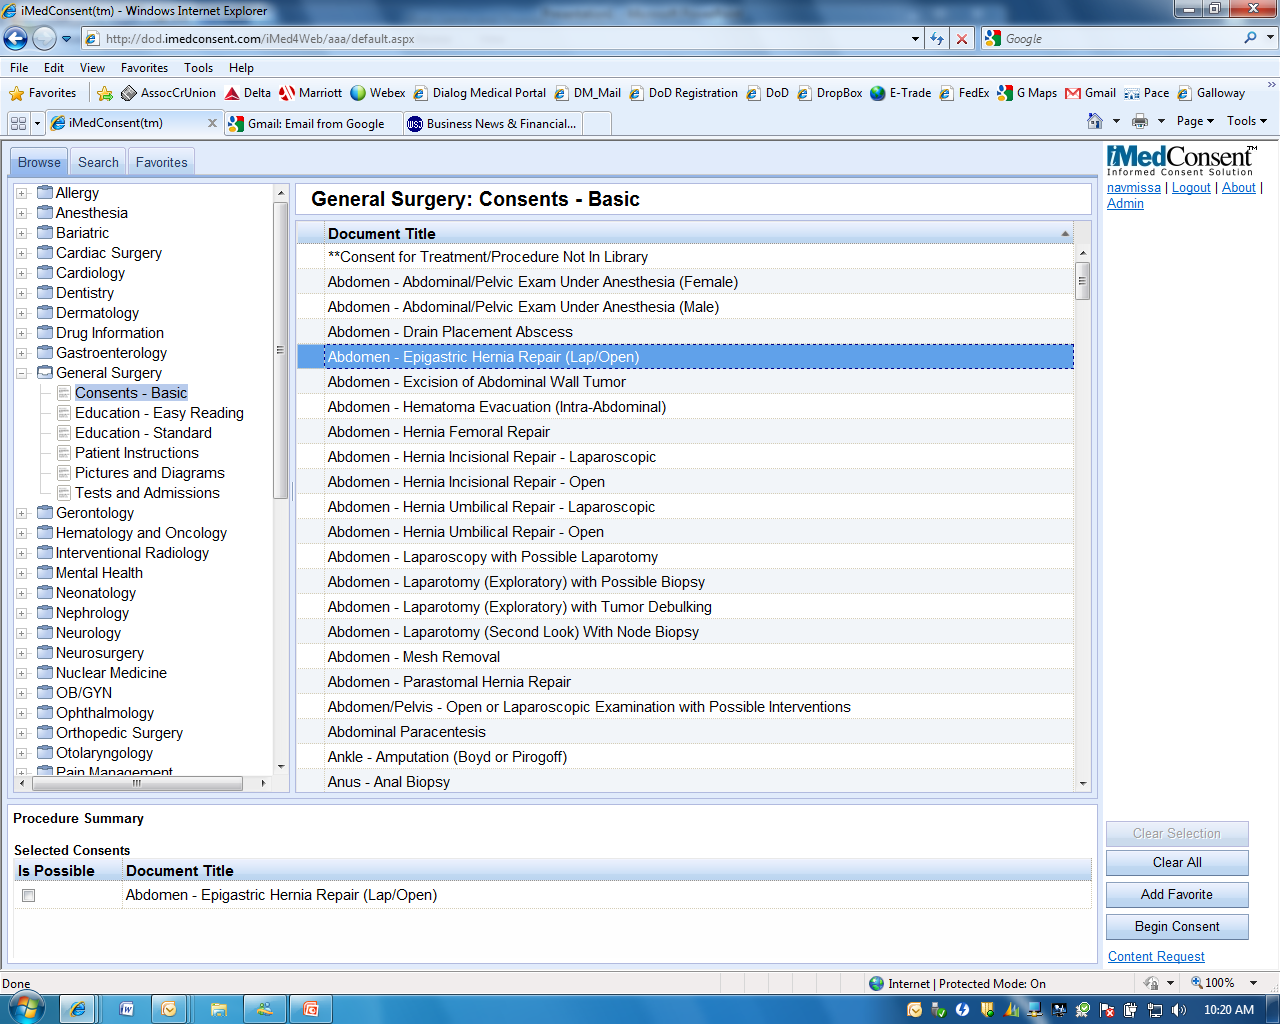 iMedConsent(tm) - Windows Internet Explorer
http://dod.imedconsent.com/iMed4Web/aaa/default.aspx
Google
File Edit View Favorites Tools Help
Favorites AssocCrUnion Delta Marriott Webex Dialog Medical Portal DM_Mail DoD Registration DoD DropBox E-Trade FedEx G Maps Gmail Pace Galloway
iMedConsent(tm) Gmail: Email from Google Business News & Financial... Page Tools
Browse Search Favorites
iMedConsent™
Informed Consent Solution
navmissa | Logout | About |
Admin
Allergy
Anesthesia
Bariatric
Cardiac Surgery
Cardiology
Dentistry
Dermatology
Drug Information
Gastroenterology
General Surgery
Consents - Basic
Education - Easy Reading
Education - Standard
Patient Instructions
Pictures and Diagrams
Tests and Admissions
Gerontology
Hematology and Oncology
Interventional Radiology
Mental Health
Neonatology
Nephrology
Neurology
Neurosurgery
Nuclear Medicine
OB/GYN
Ophthalmology
Orthopedic Surgery
Otolaryngology
Pain Management
General Surgery: Consents - Basic
Document Title
**Consent for Treatment/Procedure Not In Library
Abdomen - Abdominal/Pelvic Exam Under Anesthesia (Female)
Abdomen - Abdominal/Pelvic Exam Under Anesthesia (Male)
Abdomen - Drain Placement Abscess
Abdomen - Epigastric Hernia Repair (Lap/Open)
Abdomen - Excision of Abdominal Wall Tumor
Abdomen - Hematoma Evacuation (Intra-Abdominal)
Abdomen - Hernia Femoral Repair
Abdomen - Hernia Incisional Repair - Laparoscopic
Abdomen - Hernia Incisional Repair - Open
Abdomen - Hernia Umbilical Repair - Laparoscopic
Abdomen - Hernia Umbilical Repair - Open
Abdomen - Laparoscopy with Possible Laparotomy
Abdomen - Laparotomy (Exploratory) with Possible Biopsy
Abdomen - Laparotomy (Exploratory) with Tumor Debulking
Abdomen - Laparotomy (Second Look) With Node Biopsy
Abdomen - Mesh Removal
Abdomen - Parastomal Hernia Repair
Abdomen/Pelvis - Open or Laparoscopic Examination with Possible Interventions
Abdominal Paracentesis
Ankle - Amputation (Boyd or Pirogoff)
Anus - Anal Biopsy
Procedure Summary
Selected Consents
Is Possible Document Title
Abdomen - Epigastric Hernia Repair (Lap/Open)
Clear Selection
Clear All
Add Favorite
Begin Consent
Content Request
Done Internet | Protected Mode: On 100%
10:20 AM